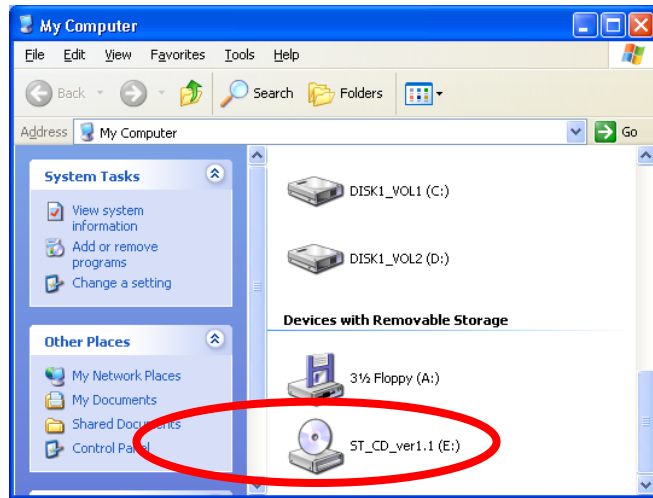 My Computer
File Edit View Favorites Tools Help
Back Search Folders
Address My Computer Go
System Tasks
View system
information
Add or remove
programs
Change a setting
Other Places
My Network Places
My Documents
Shared Documents
Control Panel
DISK1_VOL1 (C:)
DISK1_VOL2 (D:)
Devices with Removable Storage
3½ Floppy (A:)
ST_CD_ver1.1 (E:)